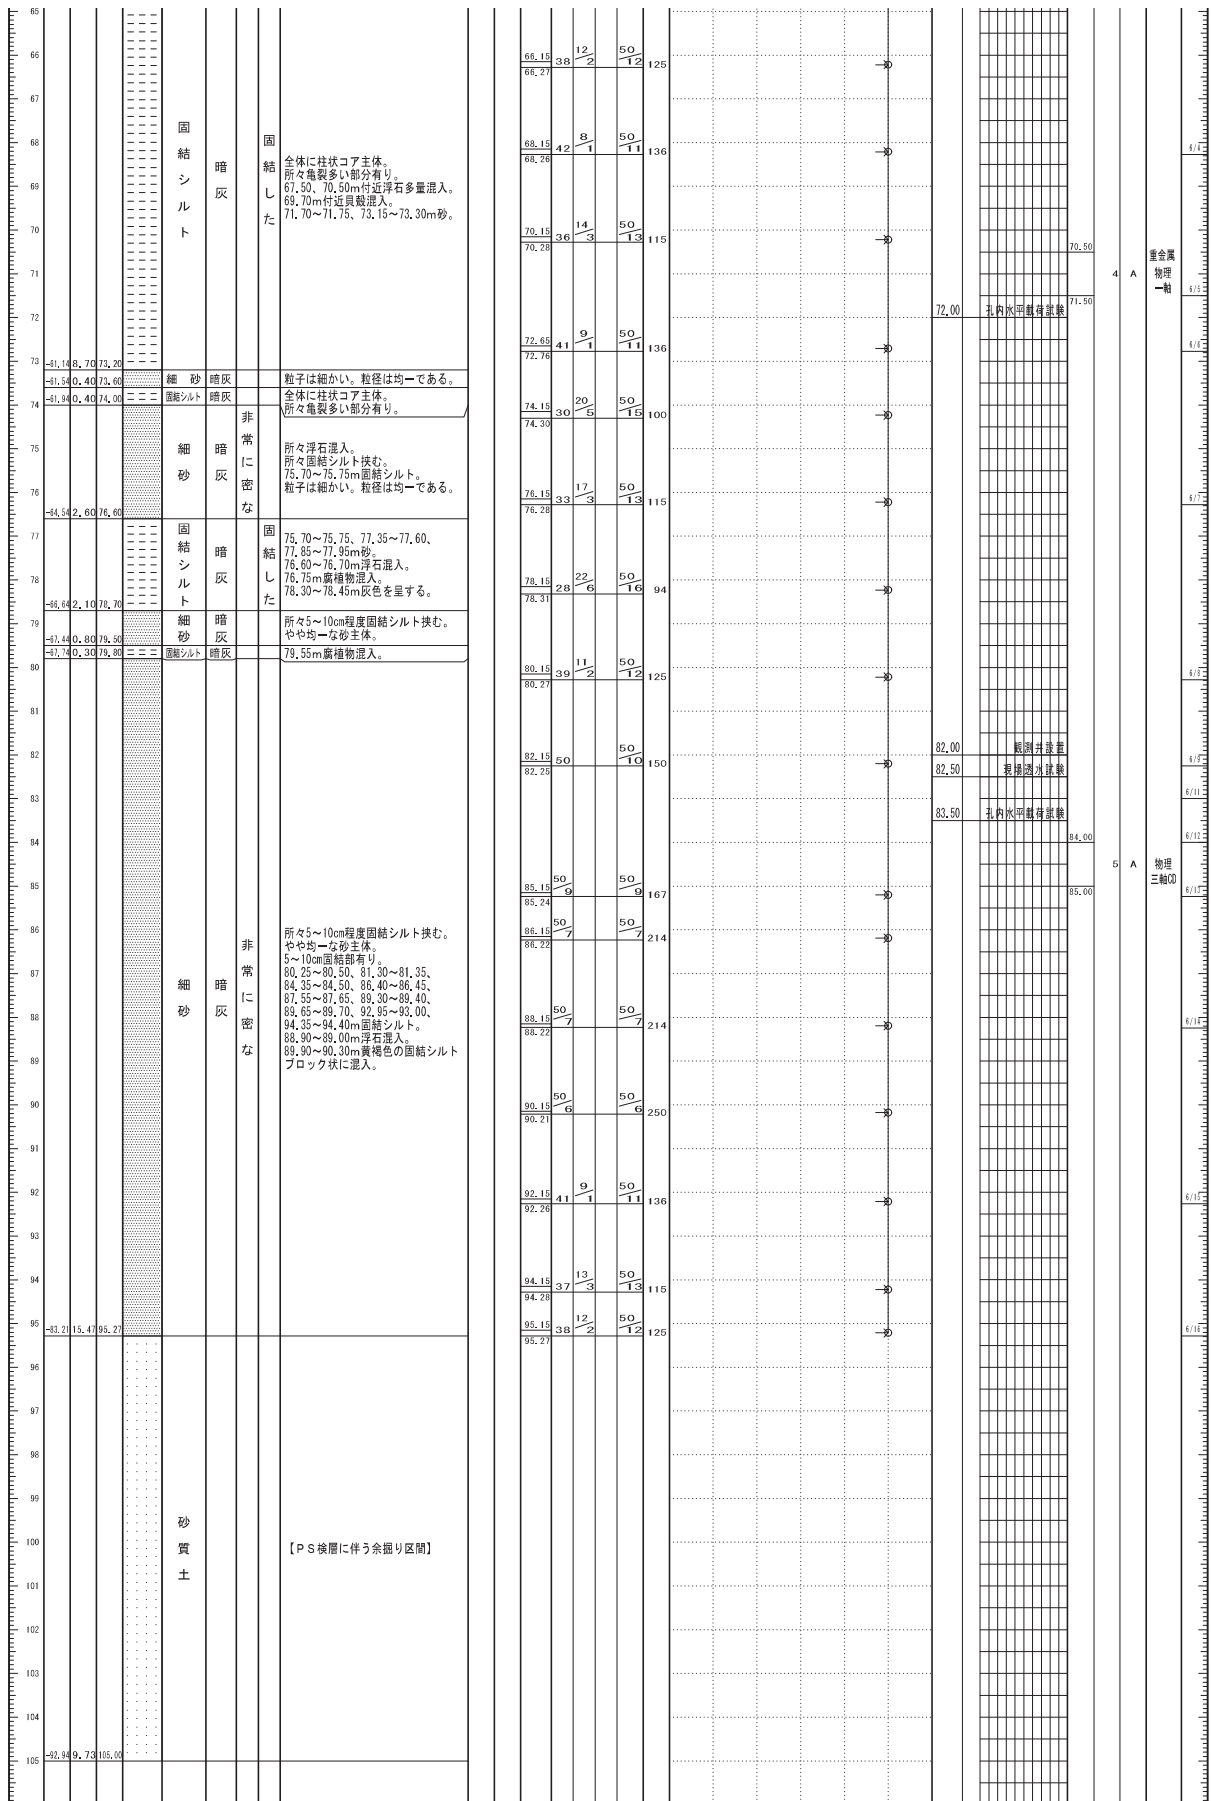 65
66
67
68
69
70
71
72
73
74
75
76
77
78
79
80
81
82
83
84
85
86
87
88
89
90
91
92
93
94
95
96
97
98
99
100
101
102
103
104
105
-61.14 8.70 73.20
-61.54 0.40 73.60
-61.94 0.40 74.00
-64.54 2.60 76.60
-66.64 2.10 78.70
-67.44 0.80 79.50
-67.74 0.30 79.80
-83.21 15.47 95.27
-92.94 9.73 105.00
固結シルト
暗灰
固結した
全体に柱状コア主体。
所々亀裂多い部分有り。
67.50、70.50m付近浮石多量混入。
69.70m付近貝殻混入。
71.70～71.75、73.15～73.30m砂。
細 砂 暗灰
粒子は細かい。粒径は均一である。
固結シルト 暗灰
全体に柱状コア主体。
所々亀裂多い部分有り。
細砂
暗灰
非常に密な
所々浮石混入。
所々固結シルト挟む。
75.70～75.75m固結シルト。
粒子は細かい。粒径は均一である。
固結シルト
暗灰
固結した
75.70～75.75、77.35～77.60、
77.85～77.95m砂。
76.60～76.70m浮石混入。
76.75m腐植物混入。
78.30～78.45m灰色を呈する。
細砂
暗灰
所々5～10cm程度固結シルト挟む。
やや均一な砂主体。
固結シルト 暗灰
79.55m腐植物混入。
細砂
暗灰
非常に密な
所々5～10cm程度固結シルト挟む。
やや均一な砂主体。
5～10cm固結部有り。
80.25～80.50、81.30～81.35、
84.35～84.50、86.40～86.45、
87.55～87.65、89.30～89.40、
89.65～89.70、92.95～93.00、
94.35～94.40m固結シルト。
88.90～89.00m浮石混入。
89.90～90.30m黄褐色の固結シルト
ブロック状に混入。
砂質土
【ＰＳ検層に伴う余掘り区間】
66.15 38 12/2 50/12 125
66.27
68.15 42 8/1 50/11 136
68.26
70.15 36 14/3 50/13 115
70.28
72.65 41 9/1 50/11 136
72.76
74.15 30 20/5 50/15 100
74.30
76.15 33 17/3 50/13 115
76.28
78.15 28 22/6 50/16 94
78.31
80.15 39 11/2 50/12 125
80.27
82.15 50 50/10 150
82.25
85.15 50/9 50/9 167
85.24
86.15 50/7 50/7 214
86.22
88.15 50/7 50/7 214
88.22
90.15 50/6 50/6 250
90.21
92.15 41 9/1 50/11 136
92.26
94.15 37 13/3 50/13 115
94.28
95.15 38 12/2 50/12 125
95.27
72.00 孔内水平載荷試験
82.00 観測井設置
82.50 現場透水試験
83.50 孔内水平載荷試験
70.50
71.50
4 A
重金属
物理
一軸
84.00
85.00
5 A
物理
三軸CD
6/4
6/5
6/6
6/7
6/8
6/9
6/11
6/12
6/13
6/14
6/15
6/16